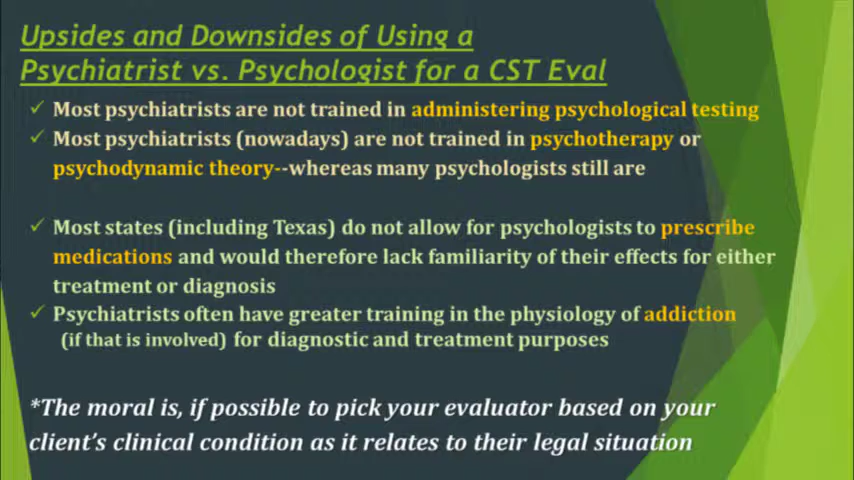 Upsides and Downsides of Using a
Psychiatrist vs. Psychologist for a CST Eval
✓ Most psychiatrists are not trained in administering psychological testing
✓ Most psychiatrists (nowadays) are not trained in psychotherapy or
psychodynamic theory--whereas many psychologists still are
✓ Most states (including Texas) do not allow for psychologists to prescribe
medications and would therefore lack familiarity of their effects for either
treatment or diagnosis
✓ Psychiatrists often have greater training in the physiology of addiction
(if that is involved) for diagnostic and treatment purposes
*The moral is, if possible to pick your evaluator based on your
client's clinical condition as it relates to their legal situation